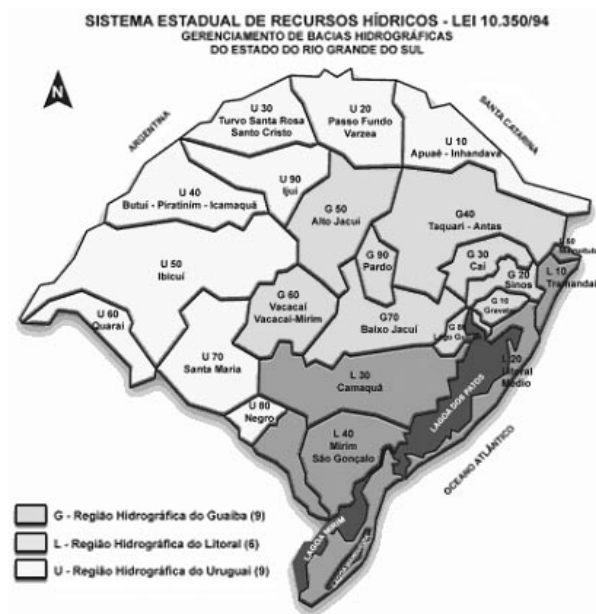 SISTEMA ESTADUAL DE RECURSOS HÍDRICOS - LEI 10.350/94
GERENCIAMENTO DE BACIAS HIDROGRÁFICAS
DO ESTADO DO RIO GRANDE DO SUL
N
ARGENTINA
SANTA CATARINA
U 30
Turvo Santa Rosa
Santo Cristo
U 20
Passo Fundo
Varzea
U 10
Apuaê - Inhandava
U 90
Ijuí
U 40
Butuí - Piratinim - Icamaquã
G 50
Alto Jacuí
G40
Taquari - Antas
U 50
Ibicuí
G 90
Pardo
G 30
Caí
G 20
Sinos
L 10
Tramandaí
G 10
G 60
Vacacaí
Vacacaí-Mirim
G70
Baixo Jacuí
G 80
U 60
Quaraí
U 70
Santa Maria
L 30
Camaquã
L 20
Litoral
Médio
LAGOA DOS PATOS
U 80
Negro
L 40
Mirim
São Gonçalo
OCEANO ATLÂNTICO
LAGOA MIRIM
G - Região Hidrográfica do Guaíba (9)
L - Região Hidrográfica do Litoral (6)
U - Região Hidrográfica do Uruguai (9)